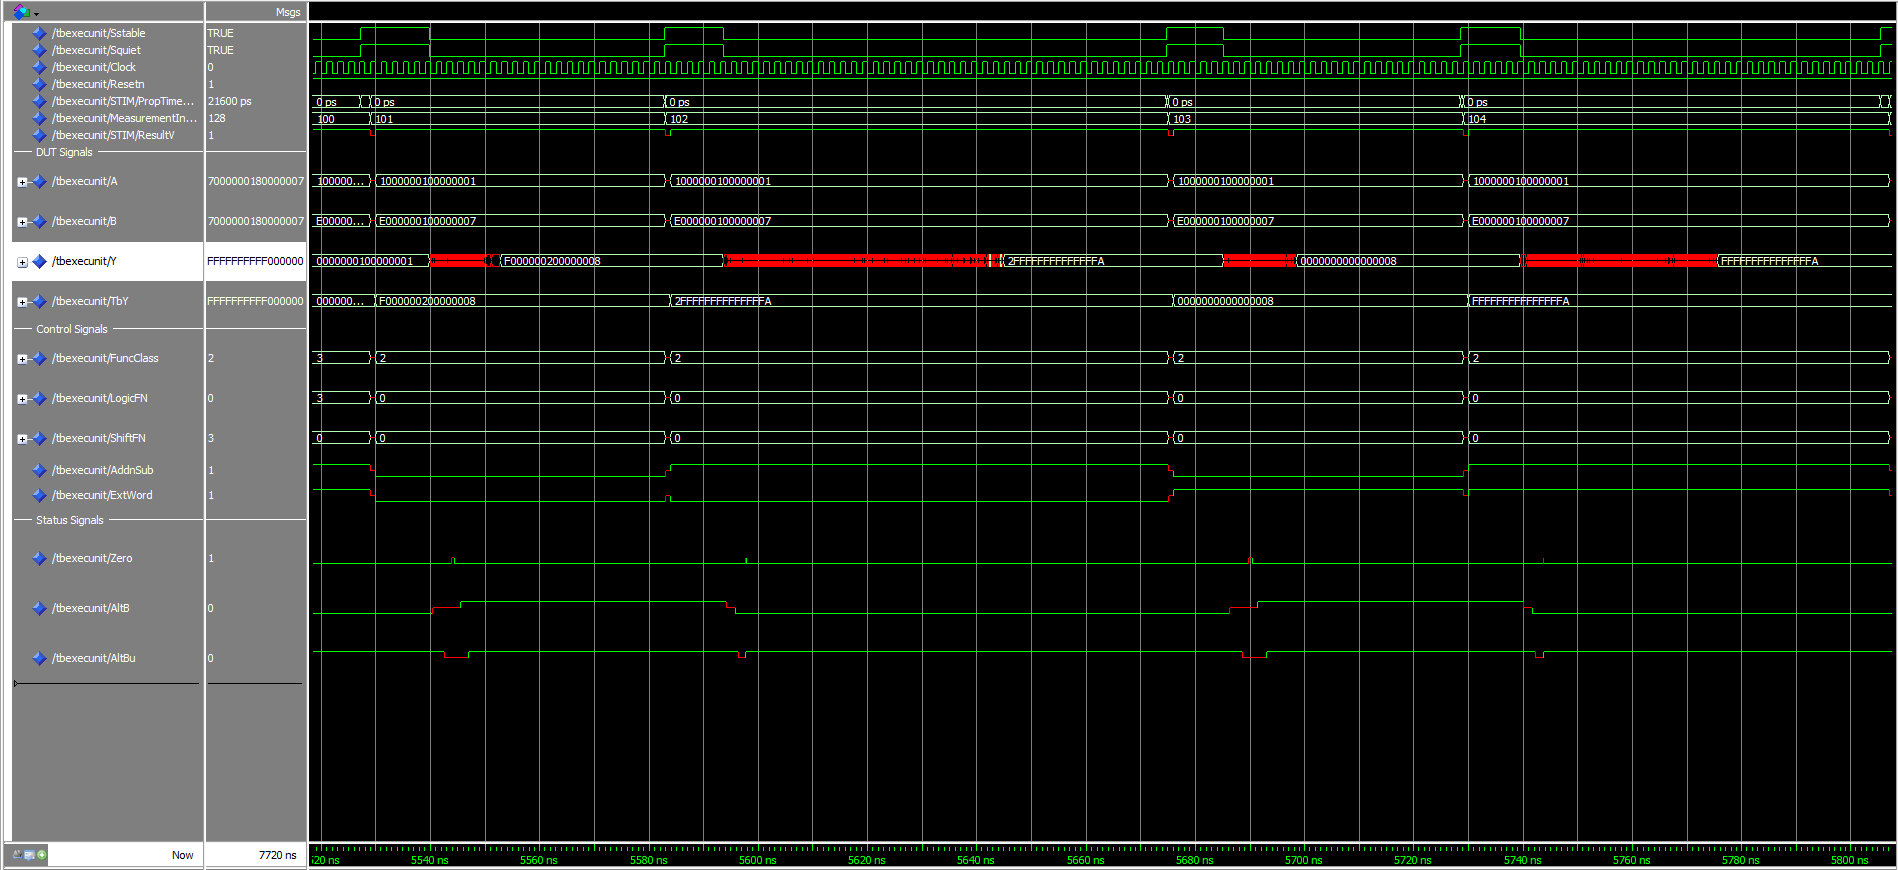 Msgs
/tbexecunit/Sstable TRUE
/tbexecunit/Squiet TRUE
/tbexecunit/Clock 0
/tbexecunit/Resetn 1
/tbexecunit/STIM/PropTime... 21600 ps 0 ps 0 ps 0 ps 0 ps 0 ps
/tbexecunit/MeasurementIn... 128 100 101 102 103 104
/tbexecunit/STIM/ResultV 1
DUT Signals
/tbexecunit/A 7000000180000007 100000... 1000000100000001 1000000100000001 1000000100000001 1000000100000001
/tbexecunit/B 7000000180000007 E00000... E000000100000007 E000000100000007 E000000100000007 E000000100000007
/tbexecunit/Y FFFFFFFFFF000000 0000000100000001 F000000200000008 2FFFFFFFFFFFFFFA 0000000000000008 FFFFFFFFFFFFFFFA
/tbexecunit/TbY FFFFFFFFFF000000 000000... F000000200000008 2FFFFFFFFFFFFFFA 0000000000000008 FFFFFFFFFFFFFFFA
Control Signals
/tbexecunit/FuncClass 2 3 2 2 2 2
/tbexecunit/LogicFN 0 3 0 0 0 0
/tbexecunit/ShiftFN 3 0 0 0 0 0
/tbexecunit/AddnSub 1
/tbexecunit/ExtWord 1
Status Signals
/tbexecunit/Zero 1
/tbexecunit/AltB 0
/tbexecunit/AltBu 0
Now 7720 ns 20 ns 5540 ns 5560 ns 5580 ns 5600 ns 5620 ns 5640 ns 5660 ns 5680 ns 5700 ns 5720 ns 5740 ns 5760 ns 5780 ns 5800 ns